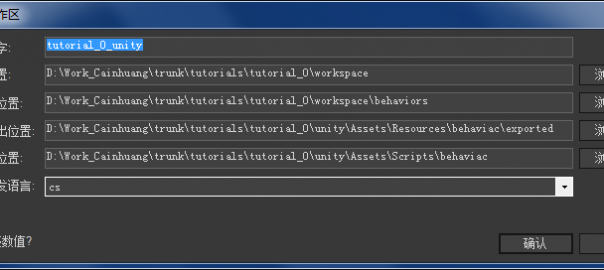 作区
字: tutorial_0_unity
置: D:\Work_Cainhuang\trunk\tutorials\tutorial_0\workspace 浏
位置: D:\Work_Cainhuang\trunk\tutorials\tutorial_0\workspace\behaviors 浏
出位置: D:\Work_Cainhuang\trunk\tutorials\tutorial_0\unity\Assets\Resources\behaviac\exported 浏
位置: D:\Work_Cainhuang\trunk\tutorials\tutorial_0\unity\Assets\Scripts\behaviac 浏
发语言: cs
数值?
确认